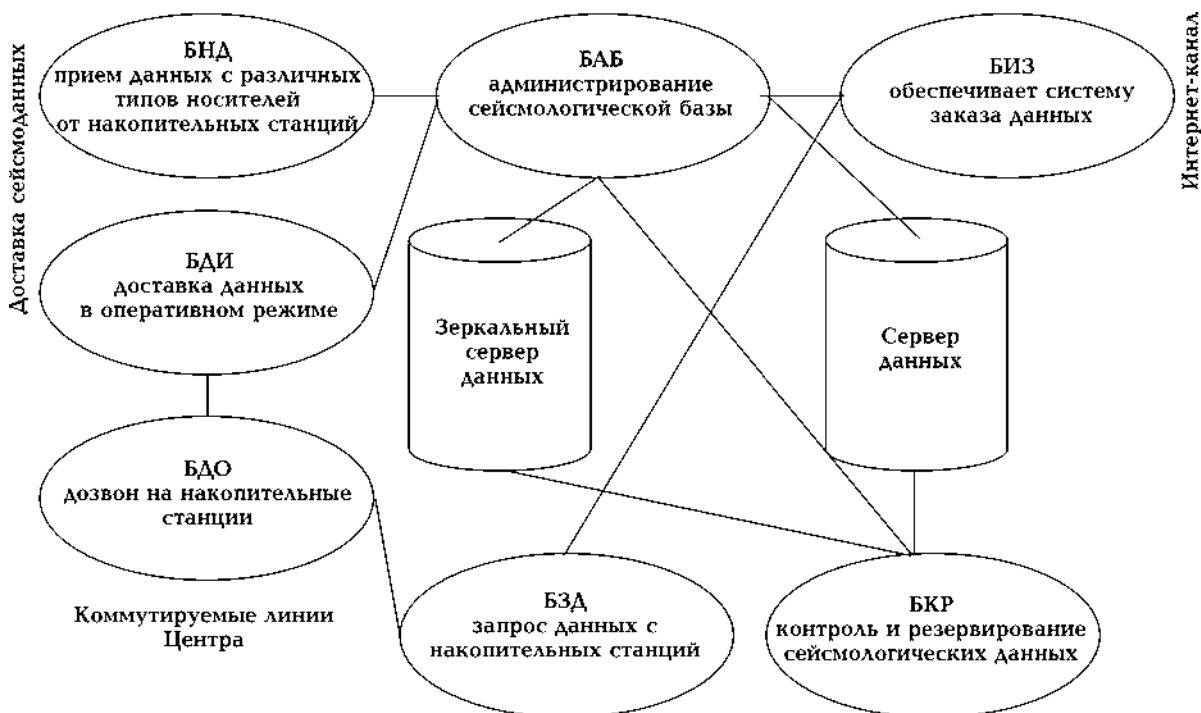 Доставка сейсмоданных
БНД
прием данных с различных
типов носителей
от накопительных станций
БАБ
администрирование
сейсмологической базы
БИЗ
обеспечивает систему
заказа данных
Интернет-канал
БДИ
доставка данных
в оперативном режиме
Зеркальный
сервер
данных
Сервер
данных
БДО
дозвон на накопительные
станции
Коммутируемые линии
Центра
БЗД
запрос данных с
накопительных станций
БКР
контроль и резервирование
сейсмологических данных